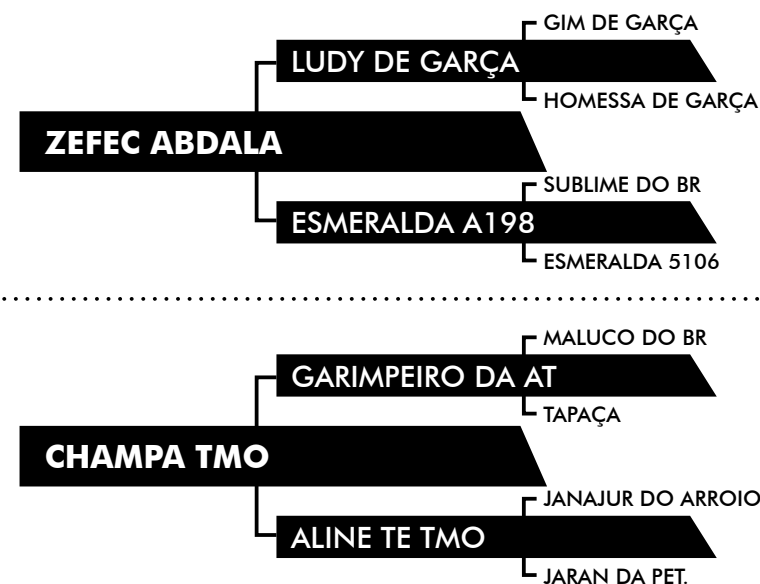 GIM DE GARÇA
LUDY DE GARÇA
HOMESSA DE GARÇA
ZEFEC ABDALA
SUBLIME DO BR
ESMERALDA A198
ESMERALDA 5106
MALUCO DO BR
GARIMPEIRO DA AT
TAPAÇA
CHAMPA TMO
JANAJUR DO ARROIO
ALINE TE TMO
JARAN DA PET.